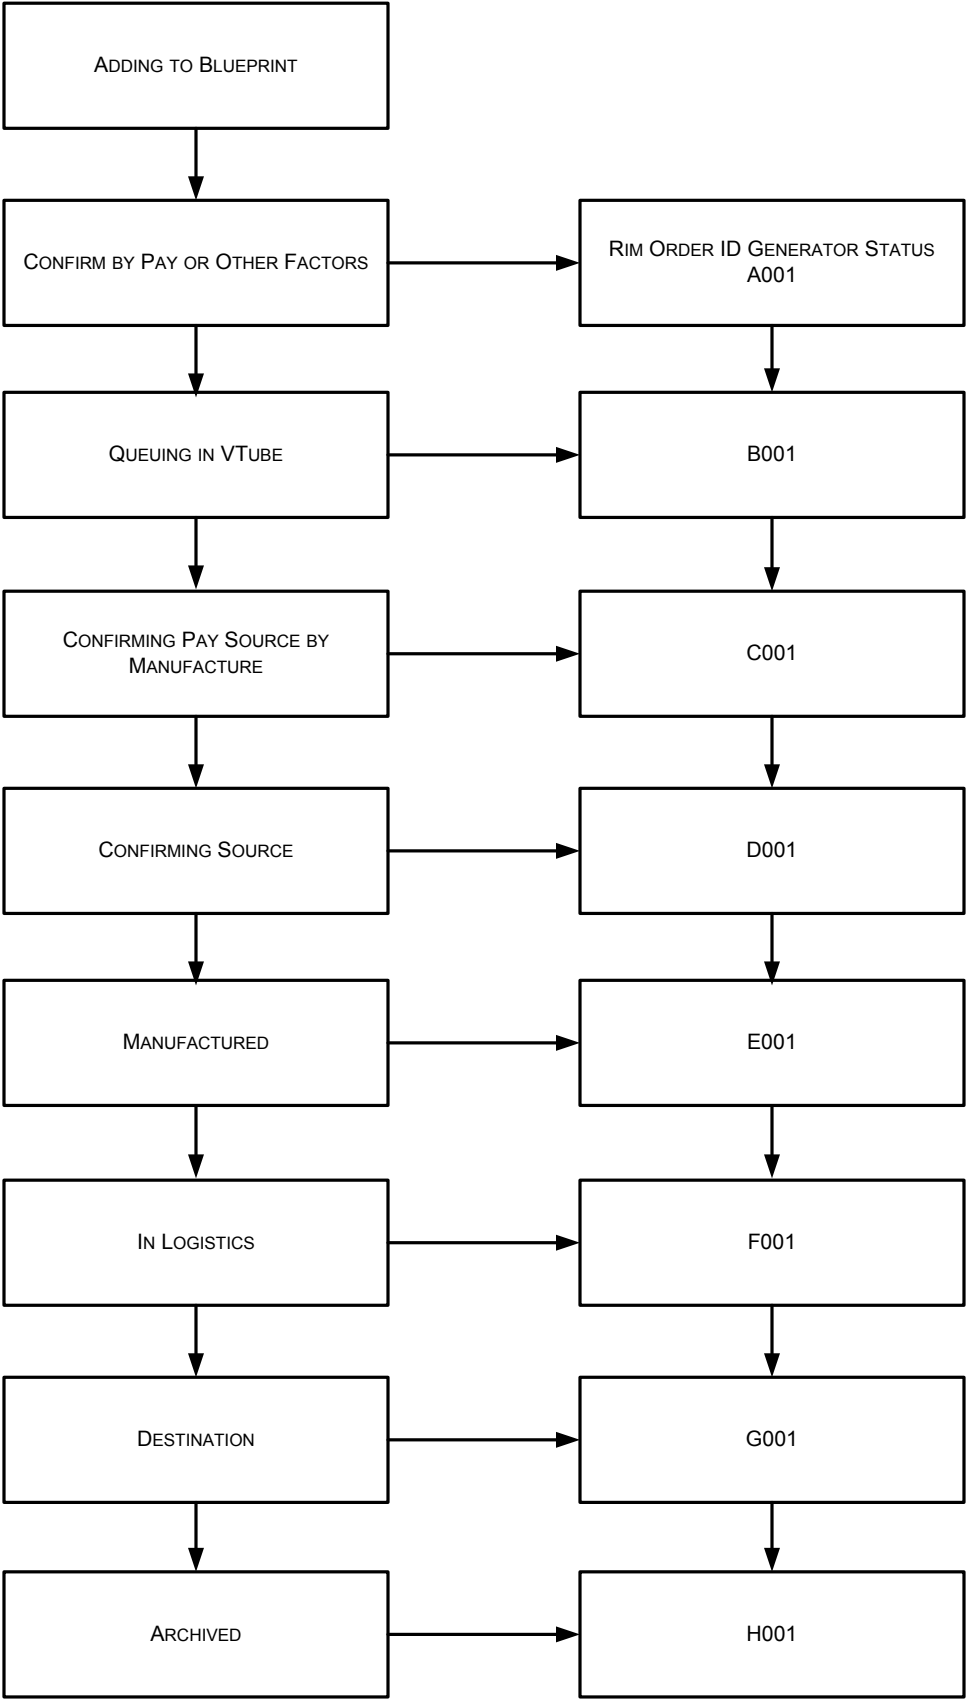 Adding to Blueprint
Confirm by Pay or Other Factors
Rim Order ID Generator Status
A001
Queuing in VTube
B001
Confirming Pay Source by
Manufacture
C001
Confirming Source
D001
Manufactured
E001
In Logistics
F001
Destination
G001
Archived
H001